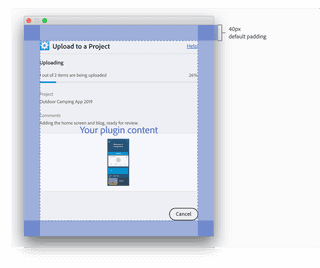 40px
default padding
Upload to a Project
Help
Uploading
1 out of 2 items are being uploaded
26%
Project
Outdoor Camping App 2019
Comments
Adding the home screen and blog, ready for review.
Your plugin content
Cancel